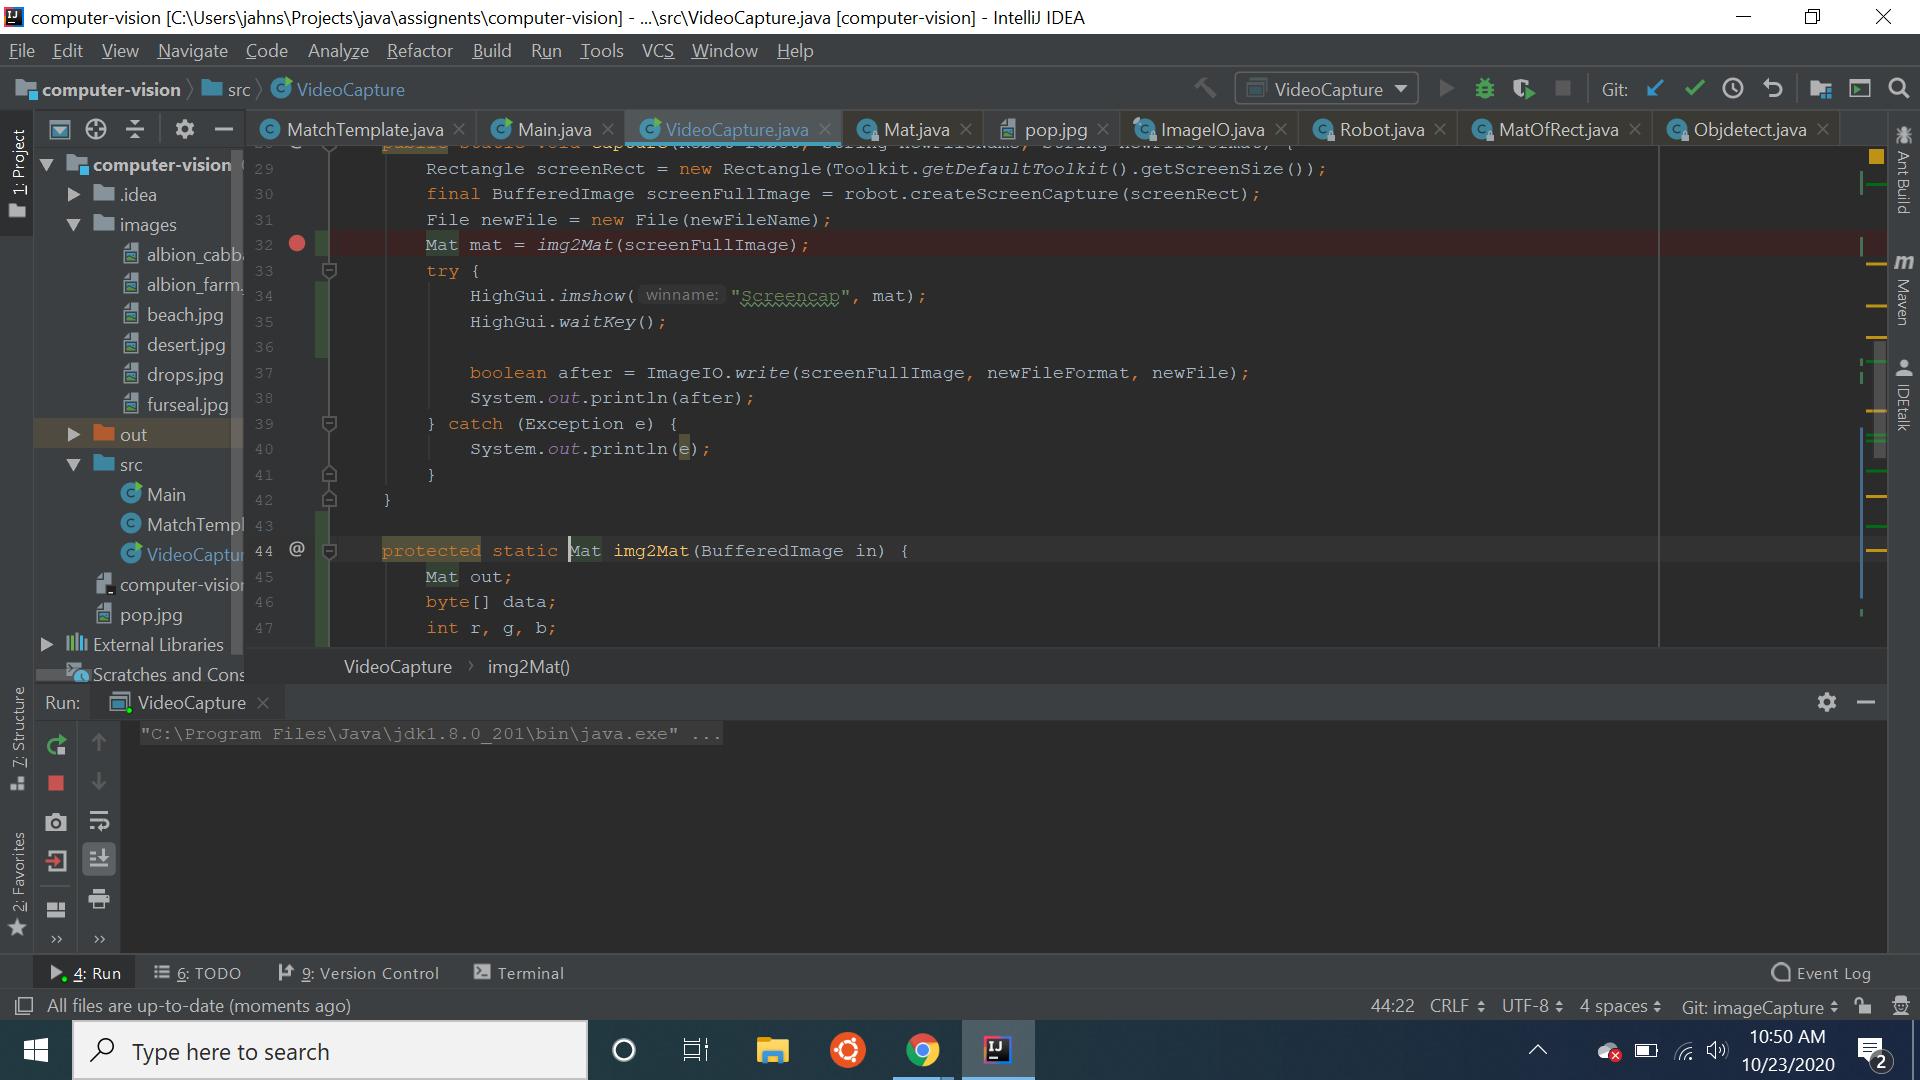 computer-vision [C:\Users\jahns\Projects\java\assignents\computer-vision] - ...\src\VideoCapture.java [computer-vision] - IntelliJ IDEA
File Edit View Navigate Code Analyze Refactor Build Run Tools VCS Window Help
computer-vision src VideoCapture
VideoCapture Git:
1: Project
MatchTemplate.java Main.java VideoCapture.java Mat.java pop.jpg ImageIO.java Robot.java MatOfRect.java Objdetect.java
computer-vision
.idea
images
albion_cabb
albion_farm.
beach.jpg
desert.jpg
drops.jpg
furseal.jpg
out
src
Main
MatchTempl
VideoCaptur
computer-vision
pop.jpg
External Libraries
Scratches and Cons
29 Rectangle screenRect = new Rectangle(Toolkit.getDefaultToolkit().getScreenSize());
30 final BufferedImage screenFullImage = robot.createScreenCapture(screenRect);
31 File newFile = new File(newFileName);
32 Mat mat = img2Mat(screenFullImage);
33 try {
34 HighGui.imshow( winname: "Screencap", mat);
35 HighGui.waitKey();
36
37 boolean after = ImageIO.write(screenFullImage, newFileFormat, newFile);
38 System.out.println(after);
39 } catch (Exception e) {
40 System.out.println(e);
41 }
42 }
43
44 @ protected static Mat img2Mat(BufferedImage in) {
45 Mat out;
46 byte[] data;
47 int r, g, b;
VideoCapture img2Mat()
Ant Build
Maven
IDEtalk
7: Structure
2: Favorites
Run: VideoCapture
"C:\Program Files\Java\jdk1.8.0_201\bin\java.exe" ...
4: Run 6: TODO 9: Version Control Terminal Event Log
All files are up-to-date (moments ago) 44:22 CRLF UTF-8 4 spaces Git: imageCapture
Type here to search
10:50 AM
10/23/2020
2